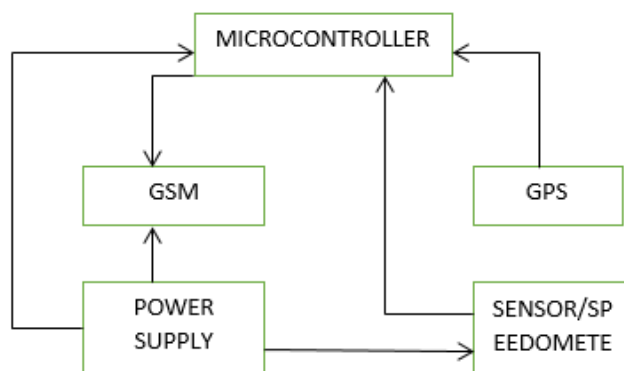 MICROCONTROLLER
GSM
GPS
POWER
SUPPLY
SENSOR/SP
EEDOMETE